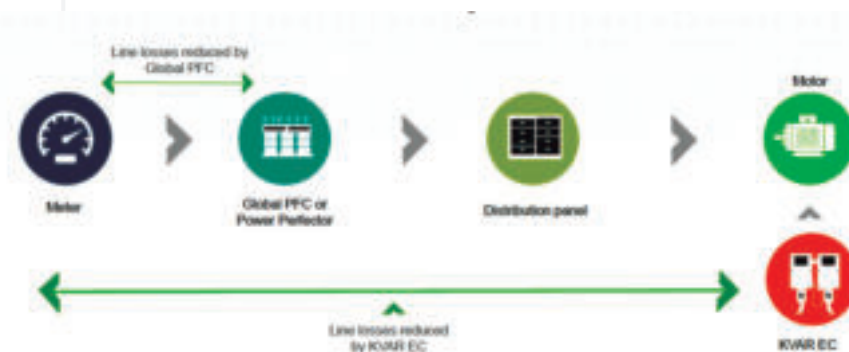 Line losses reduced by
Global PFC
Motor
Meter
Global PFC or
Power Perfector
Distribution panel
Line losses reduced
by KVAR EC
KVAR EC